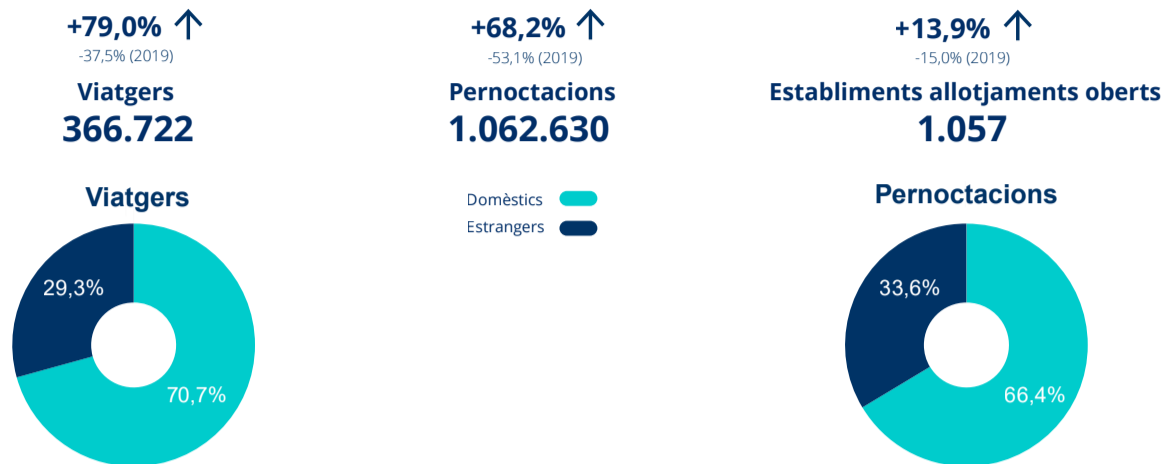 +79,0%
-37,5% (2019)
Viatgers
366.722
+68,2%
-53,1% (2019)
Pernoctacions
1.062.630
+13,9%
-15,0% (2019)
Establiments allotjaments oberts
1.057
Viatgers
29,3%
70,7%
Domèstics
Estrangers
Pernoctacions
33,6%
66,4%